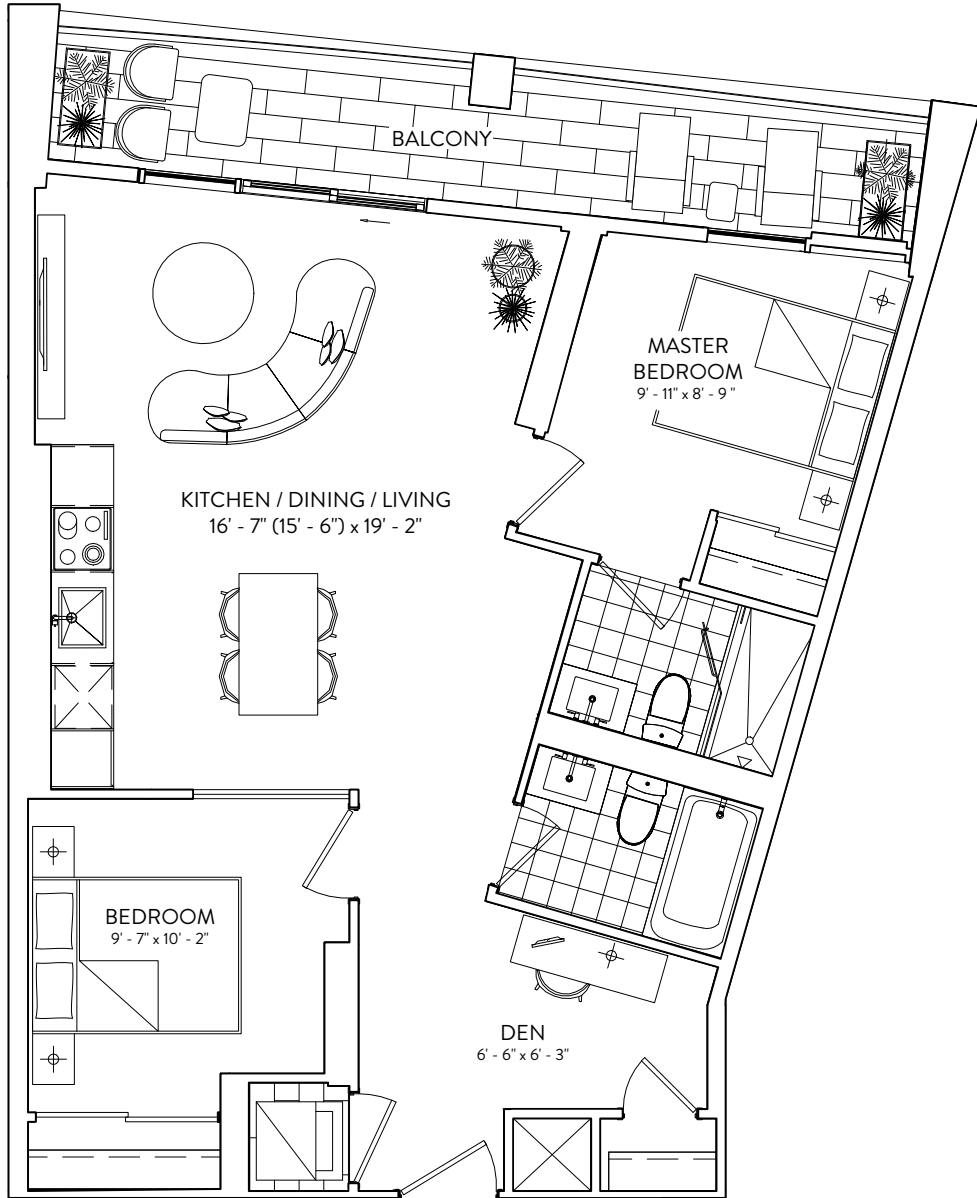 BALCONY
MASTER
BEDROOM
9' - 11" x 8' - 9 "
KITCHEN / DINING / LIVING
16' - 7" (15' - 6") x 19' - 2"
BEDROOM
9' - 7" x 10' - 2"
DEN
6' - 6" x 6' - 3"